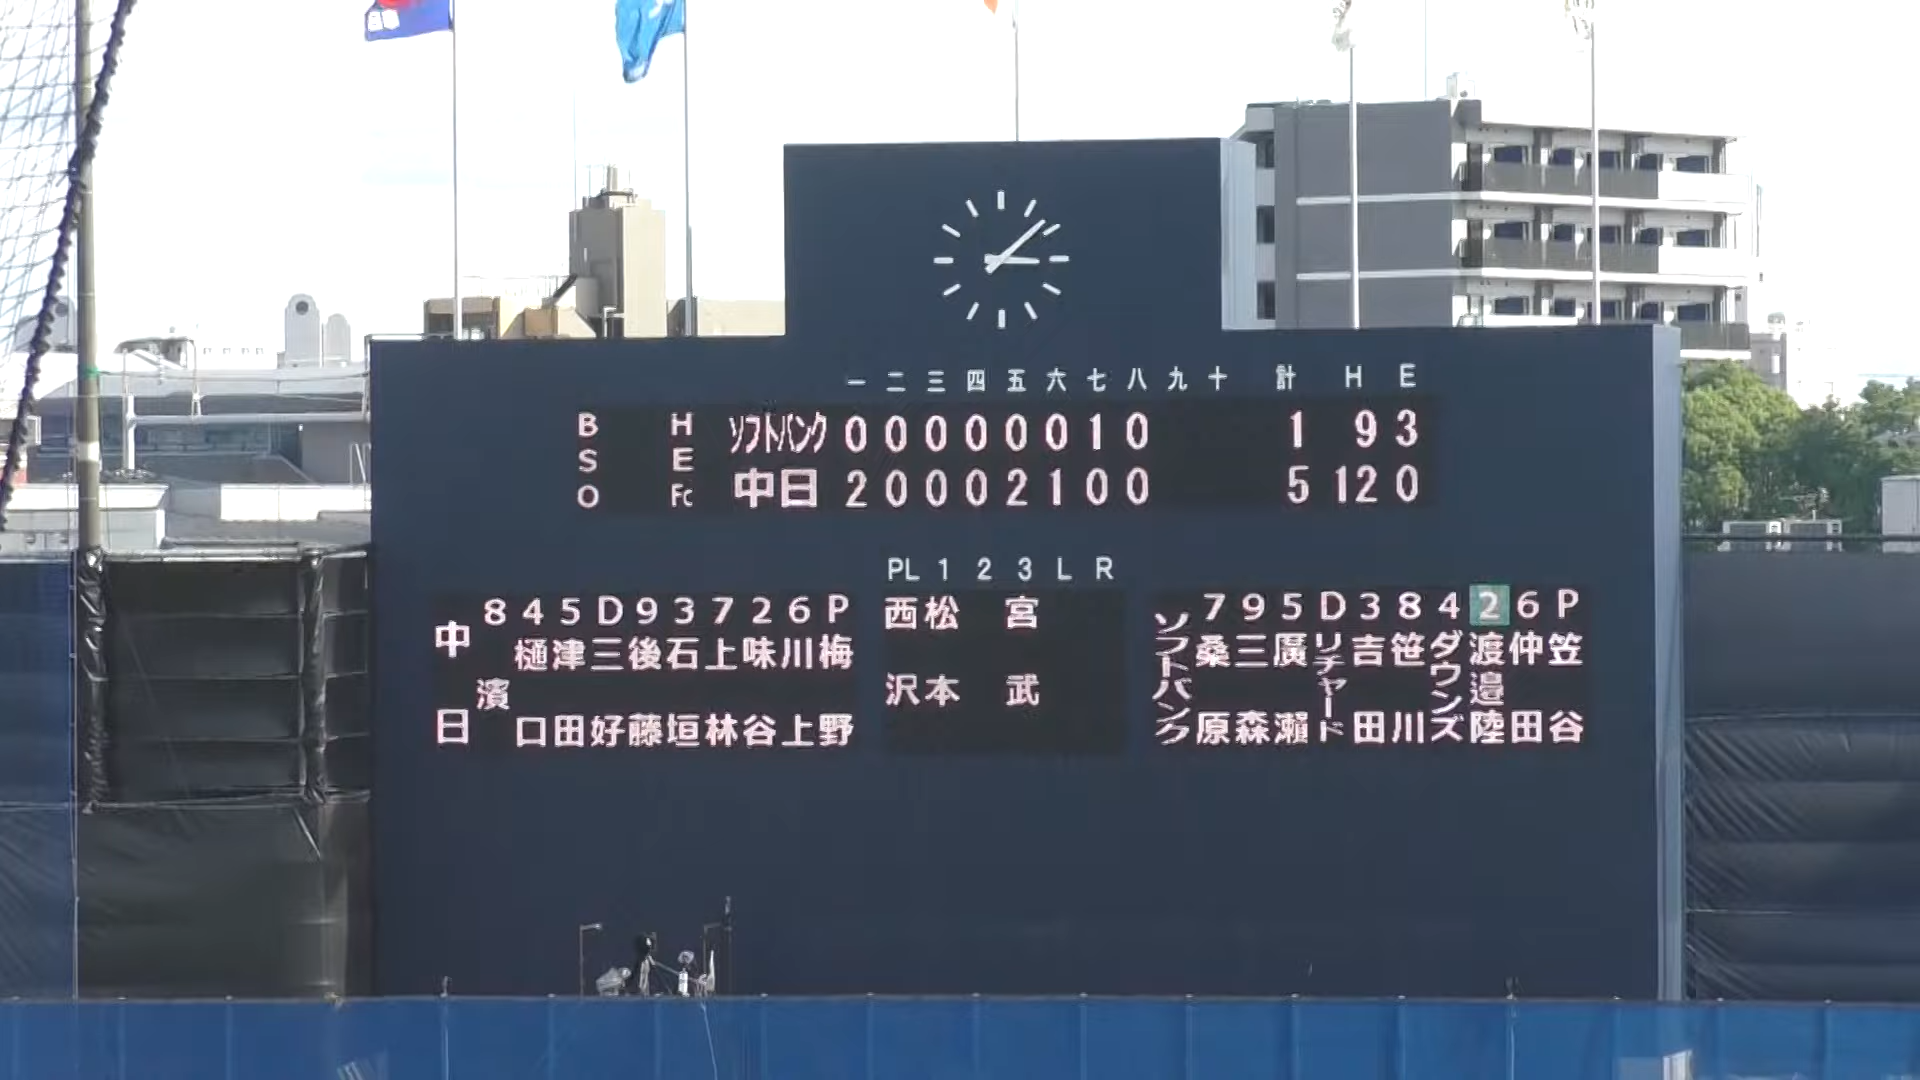 一 二 三 四 五 六 七 八 九 十 計 H E
B H ソフトバンク 0 0 0 0 0 0 1 0 1 9 3
S E
O Fc 中日 2 0 0 0 2 1 0 0 5 12 0
PL 1 2 3 L R
中日
8 4 5 D 9 3 7 2 6 P
濱 樋口 津田 三好 後藤 石垣 上林 味谷 川上 梅野
西沢 松本 宮武
ソフトバンク
7 9 5 D 3 8 4 2 6 P
桑原 三森 廣瀬 リチャード 吉田 笹川 ダウンズ 渡邉陸 仲田 笠谷